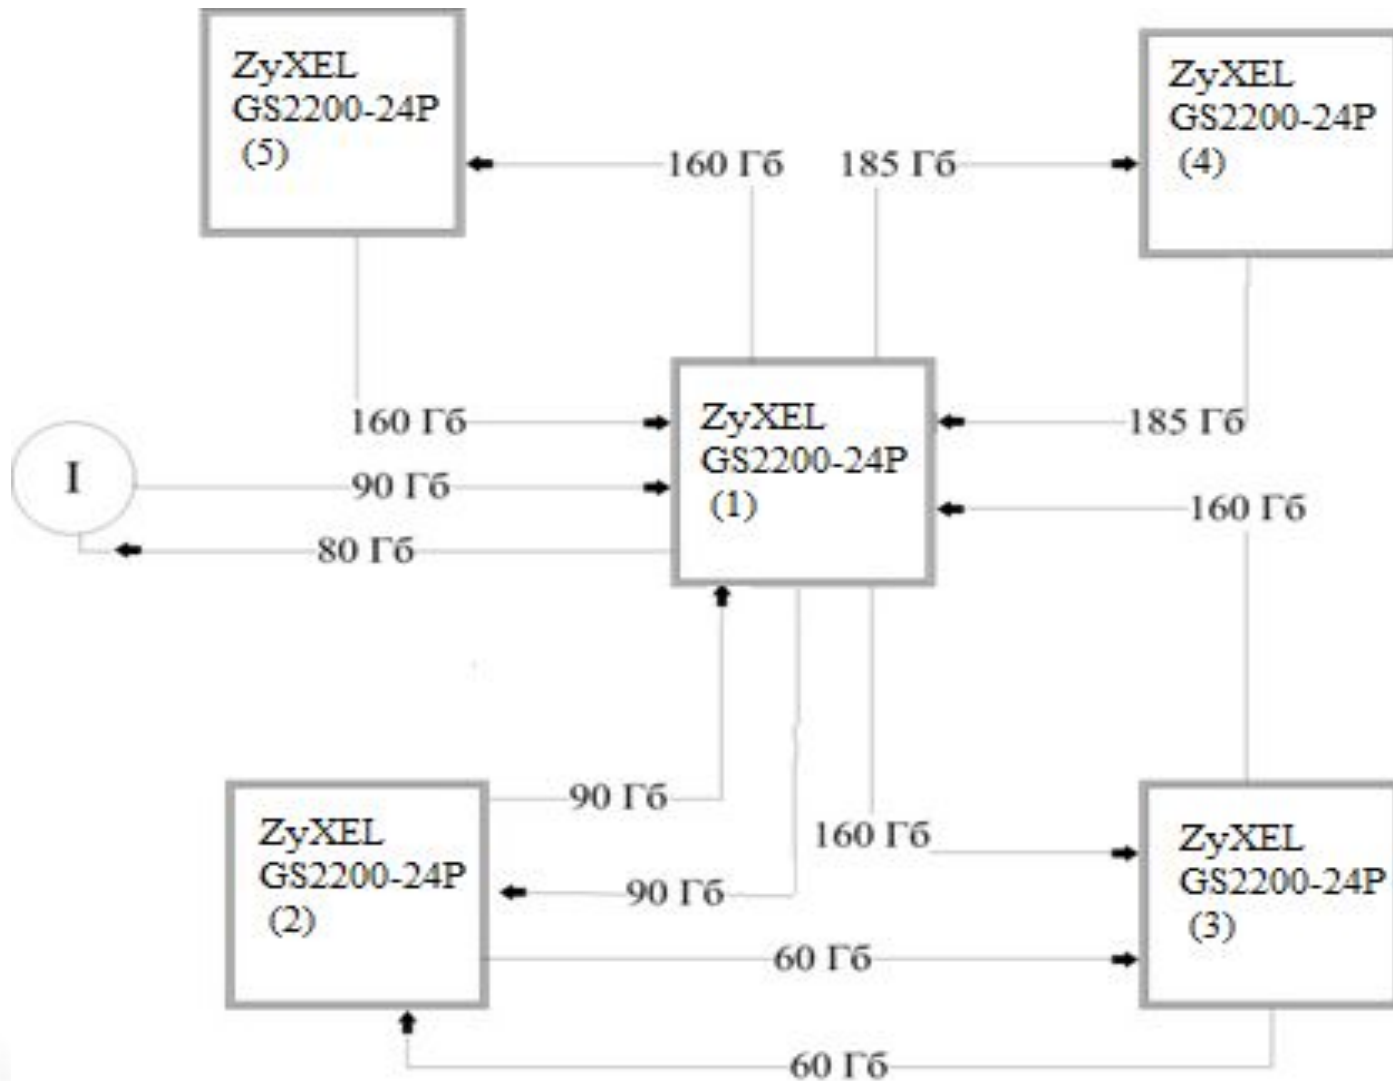 ZyXEL
GS2200-24P
(5)
ZyXEL
GS2200-24P
(4)
160 Гб
185 Гб
160 Гб
185 Гб
ZyXEL
GS2200-24P
(1)
I
90 Гб
160 Гб
80 Гб
90 Гб
160 Гб
90 Гб
ZyXEL
GS2200-24P
(2)
ZyXEL
GS2200-24P
(3)
60 Гб
60 Гб